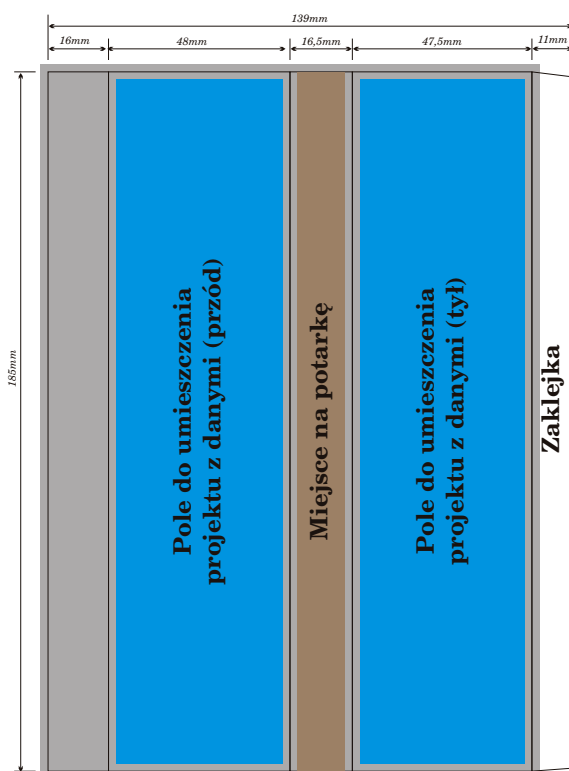 139mm
16mm
48mm
16,5mm
47,5mm
11mm
185mm
Pole do umieszczenia
projektu z danymi (przód)
Miejsce na potarkę
Pole do umieszczenia
projektu z danymi (tył)
Zaklejka